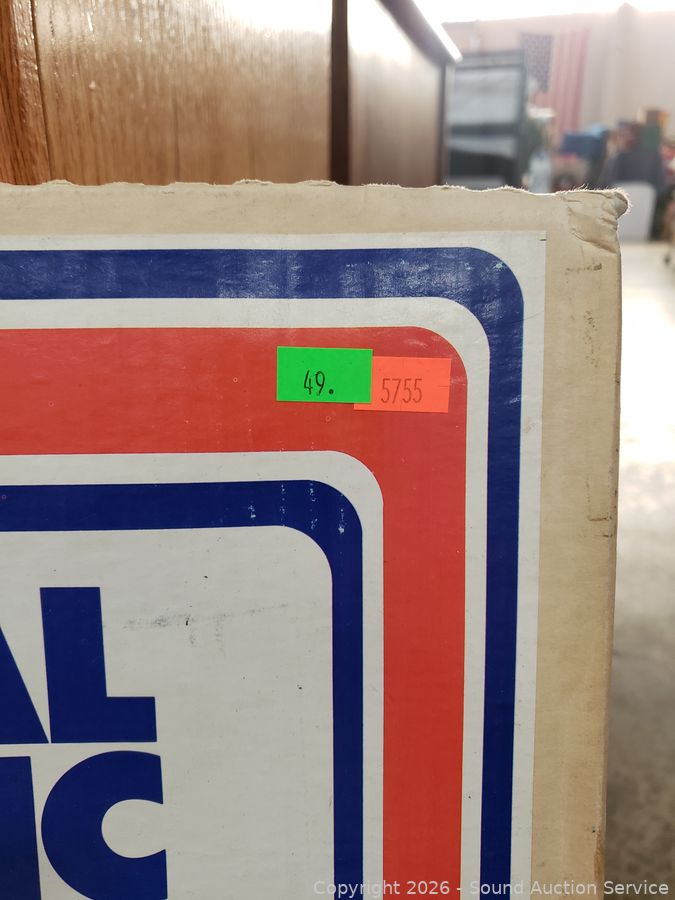 49.
5755
AL
IC
Copyright 2026 - Sound Auction Service